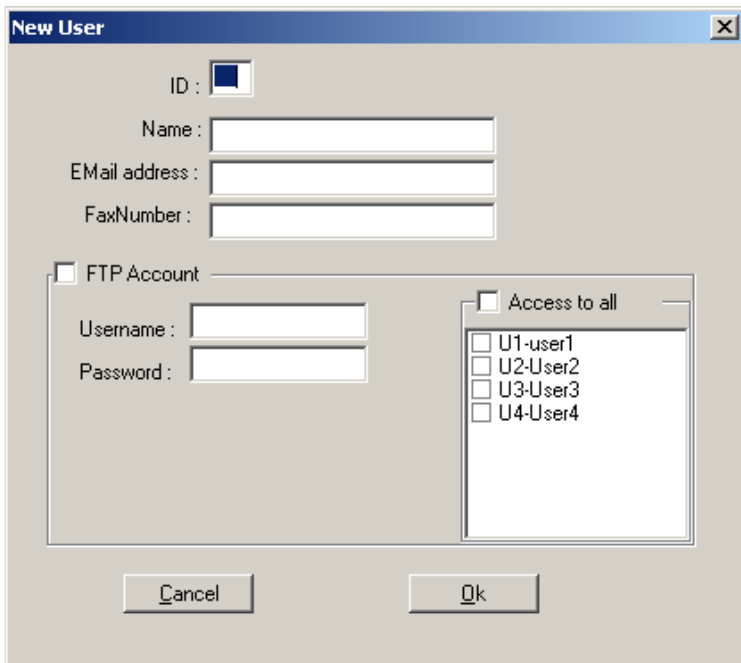 New User
ID :
Name :
EMail address :
FaxNumber :
FTP Account
Username :
Password :
Access to all
U1-user1
U2-User2
U3-User3
U4-User4
Cancel
Ok